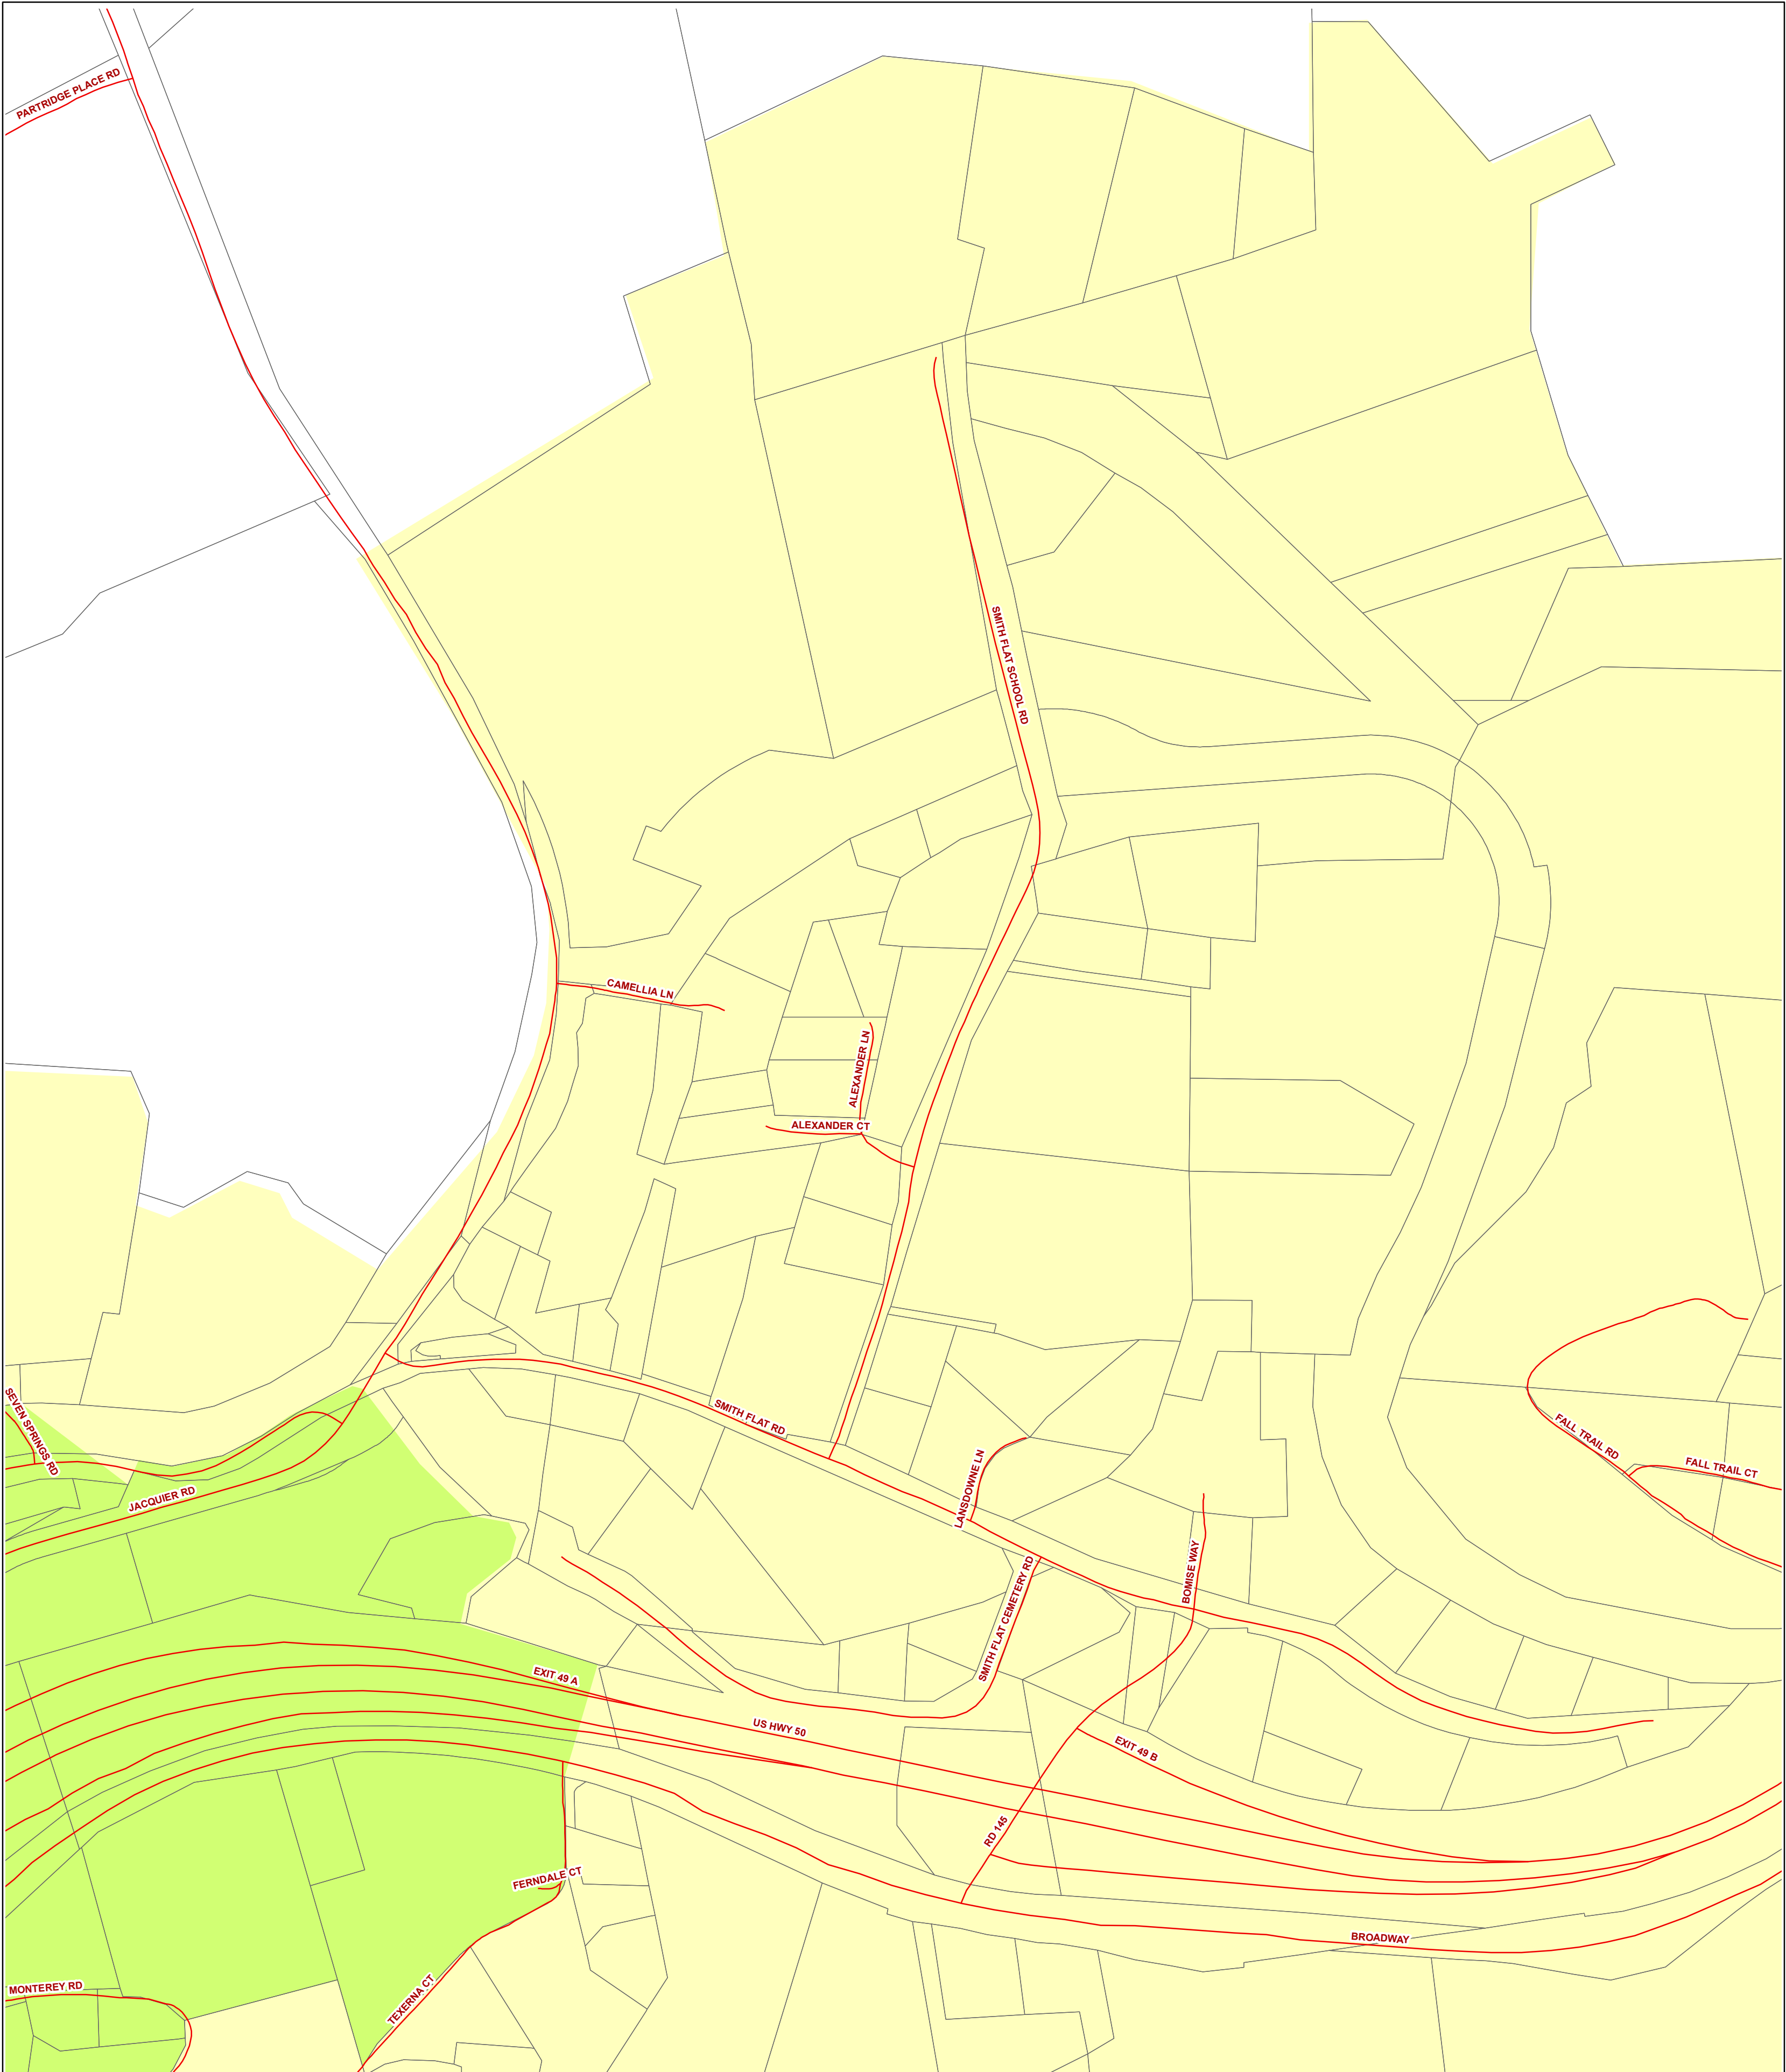 PARTRIDGE PLACE RD
SMITH FLAT SCHOOL RD
CAMELLIA LN
ALEXANDER LN
ALEXANDER CT
SEVEN SPRINGS RD
SMITH FLAT RD
FALL TRAIL RD
FALL TRAIL CT
JACQUIER RD
LANSDOWNE LN
BOMISE WAY
SMITH FLAT CEMETERY RD
EXIT 49 A
US HWY 50
EXIT 49 B
RD 145
FERNDALE CT
BROADWAY
MONTEREY RD
TEXERNA CT